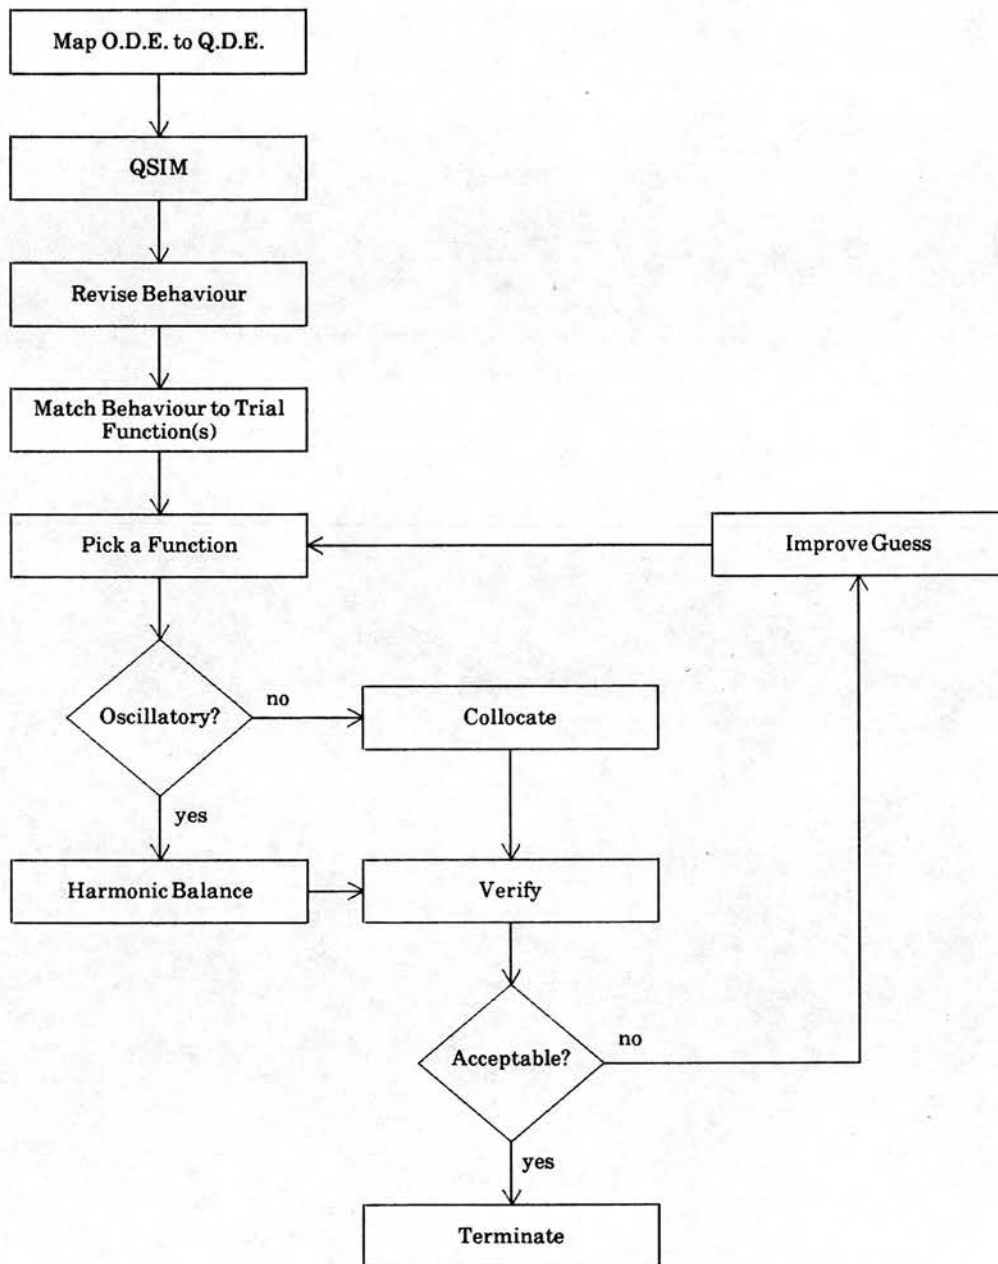 Map O.D.E. to Q.D.E.
QSIM
Revise Behaviour
Match Behaviour to Trial
Function(s)
Pick a Function
Improve Guess
Oscillatory?
no
Collocate
yes
Harmonic Balance
Verify
Acceptable?
no
yes
Terminate